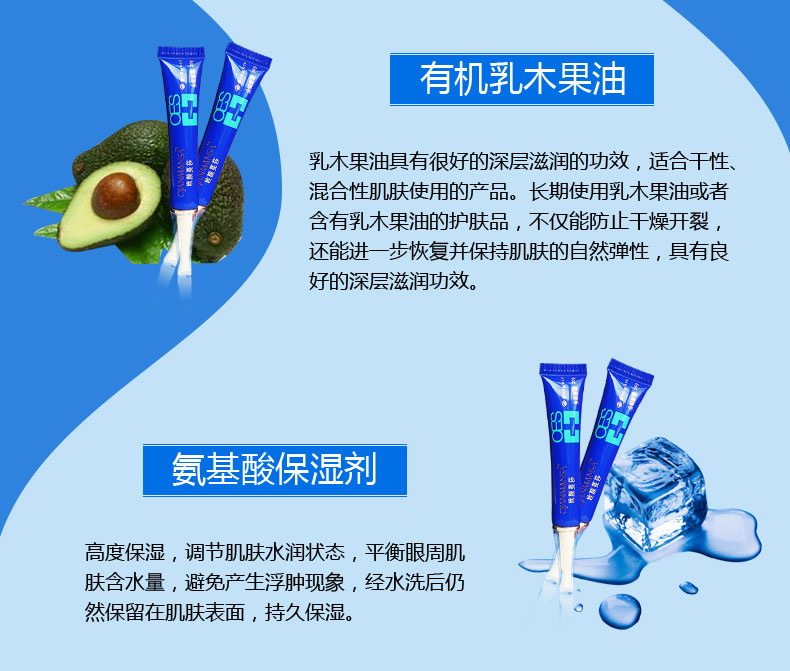 有机乳木果油
乳木果油具有很好的深层滋润的功效，适合干性、
混合性肌肤使用的产品。长期使用乳木果油或者
含有乳木果油的护肤品，不仅能防止干燥开裂，
还能进一步恢复并保持肌肤的自然弹性，具有良
好的深层滋润功效。
OES
OES
氨基酸保湿剂
高度保湿，调节肌肤水润状态，平衡眼周肌
肤含水量，避免产生浮肿现象，经水洗后仍
然保留在肌肤表面，持久保湿。
OES
OES